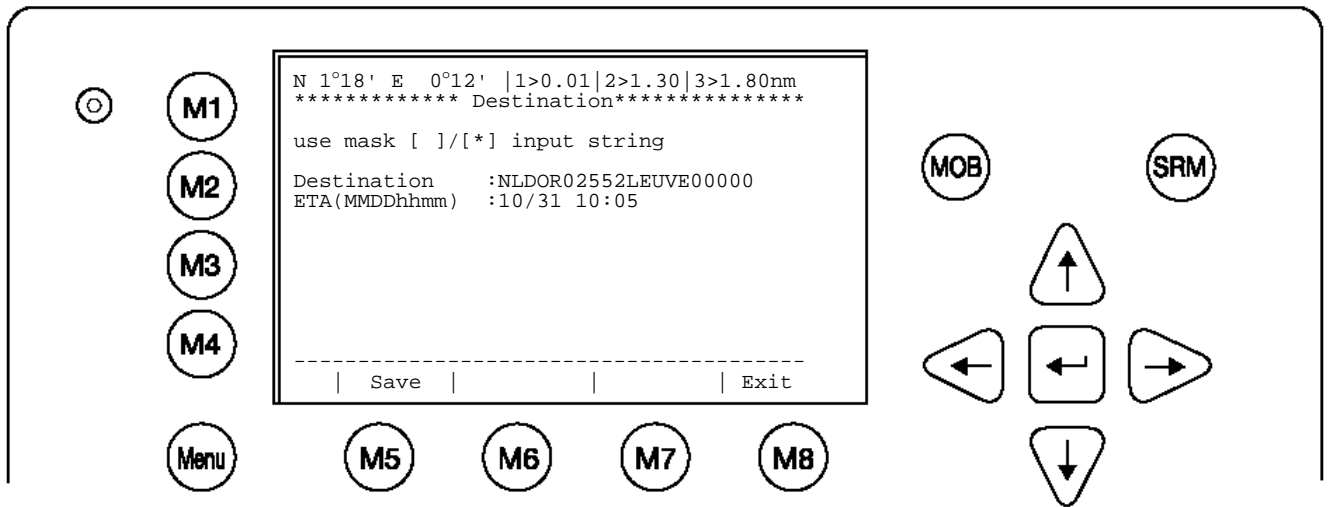 N 1°18' E  0°12' |1>0.01|2>1.30|3>1.80nm
************* Destination***************
use mask [ ]/[*] input string
Destination    :NLDOR02552LEUVE00000
ETA(MMDDhhmm)  :10/31 10:05
----------------------------------------
| Save | | | Exit
M1
M2
M3
M4
Menu
M5
M6
M7
M8
MOB
SRM